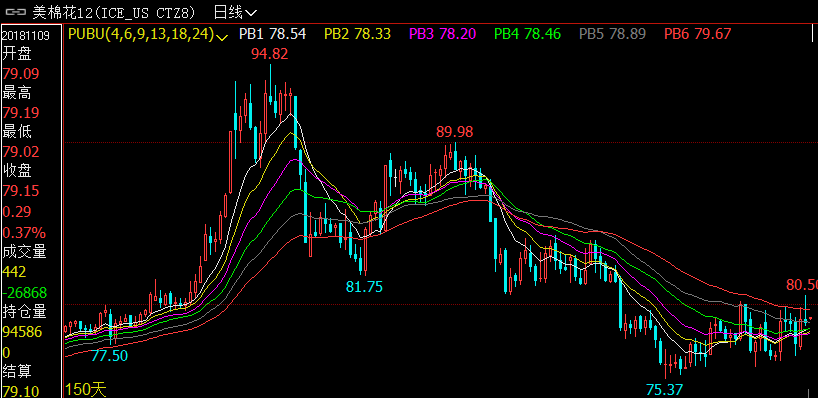 美棉花12(ICE_US CTZ8) 日线
20181109
PUBU(4,6,9,13,18,24) PB1 78.54 PB2 78.33 PB3 78.20 PB4 78.46 PB5 78.89 PB6 79.67
开盘
79.09
最高
79.19
最低
79.02
收盘
79.15
0.29
0.37%
成交量
442
-26868
持仓量
94586
0
结算
79.10
94.82
89.98
81.75
80.50
77.50
75.37
150天